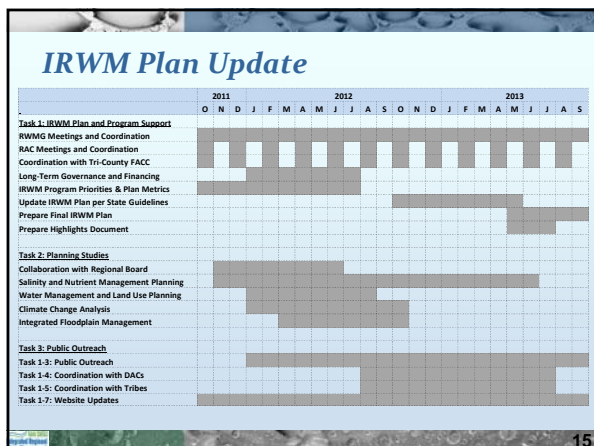 IRWM Plan Update
2011 2012 2013
. O N D J F M A M J J A S O N D J F M A M J J A S
Task 1: IRWM Plan and Program Support
RWMG Meetings and Coordination
RAC Meetings and Coordination
Coordination with Tri-County FACC
Long-Term Governance and Financing
IRWM Program Priorities & Plan Metrics
Update IRWM Plan per State Guidelines
Prepare Final IRWM Plan
Prepare Highlights Document
Task 2: Planning Studies
Collaboration with Regional Board
Salinity and Nutrient Management Planning
Water Management and Land Use Planning
Climate Change Analysis
Integrated Floodplain Management
Task 3: Public Outreach
Task 1-3: Public Outreach
Task 1-4: Coordination with DACs
Task 1-5: Coordination with Tribes
Task 1-7: Website Updates
Integrated Regional
15